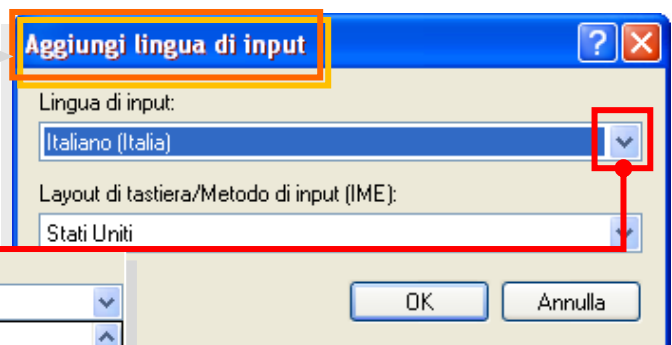 Aggiungi lingua di input
Lingua di input:
Italiano (Italia)
Layout di tastiera/Metodo di input (IME):
Stati Uniti
OK Annulla